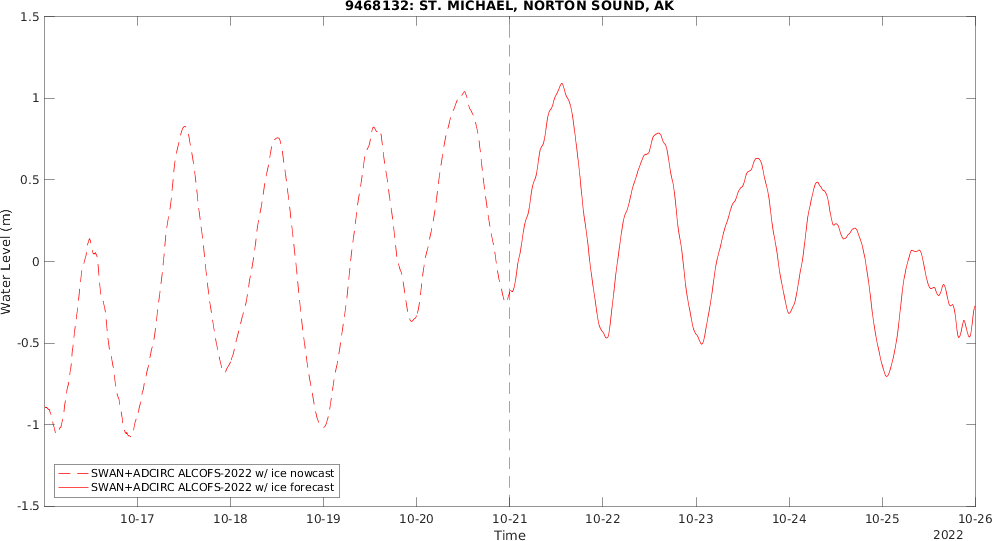 9468132: ST. MICHAEL, NORTON SOUND, AK
1.5
1
0.5
0
-0.5
-1
-1.5
Water Level (m)
SWAN+ADCIRC ALCOFS-2022 w/ ice nowcast
SWAN+ADCIRC ALCOFS-2022 w/ ice forecast
10-17 10-18 10-19 10-20 10-21 10-22 10-23 10-24 10-25 10-26
Time
2022